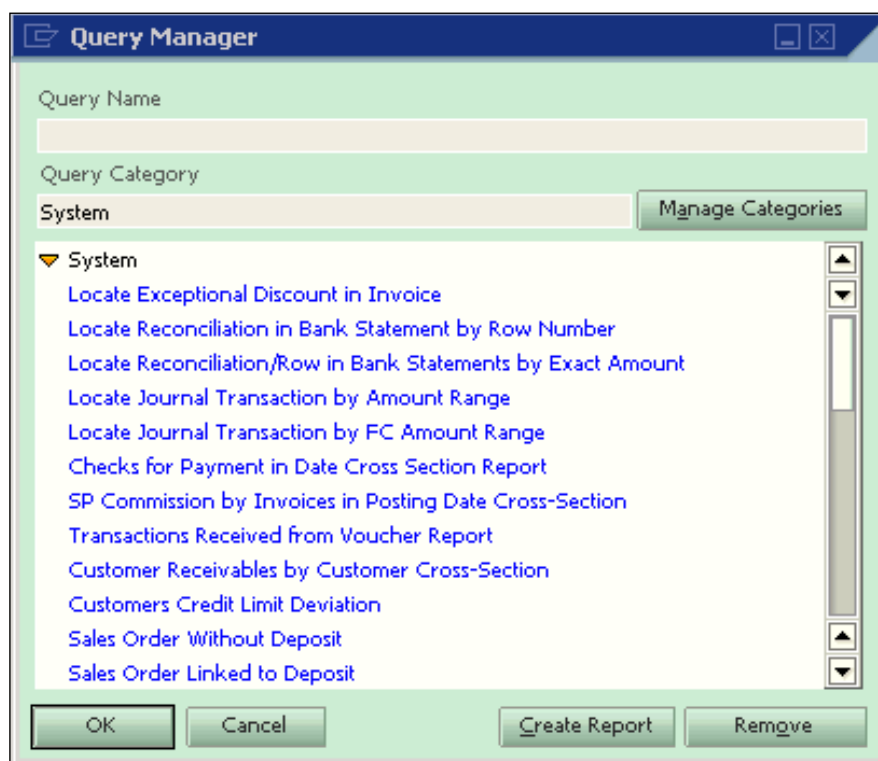 Query Manager
Query Name
Query Category
System
Manage Categories
System
Locate Exceptional Discount in Invoice
Locate Reconciliation in Bank Statement by Row Number
Locate Reconciliation/Row in Bank Statements by Exact Amount
Locate Journal Transaction by Amount Range
Locate Journal Transaction by FC Amount Range
Checks for Payment in Date Cross Section Report
SP Commission by Invoices in Posting Date Cross-Section
Transactions Received from Voucher Report
Customer Receivables by Customer Cross-Section
Customers Credit Limit Deviation
Sales Order Without Deposit
Sales Order Linked to Deposit
OK Cancel Create Report Remove